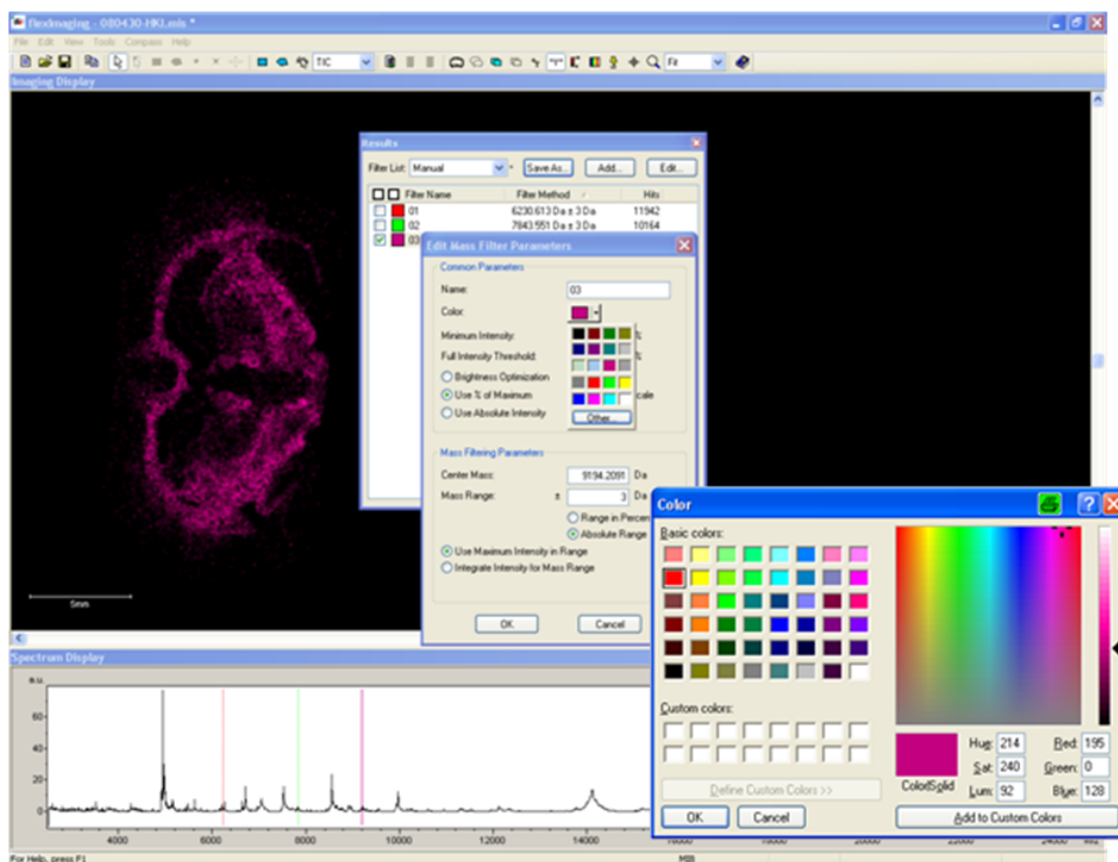 flexImaging - 080430-HKI.mis *
File Edit View Tools Compass Help
TIC Fit
Imaging Display
Results
Filter List: Manual Save As... Add... Edit...
Filter Name Filter Method Hits
01 6230.613 Da ± 3 Da 11942
02 7843.551 Da ± 3 Da 10164
03
Edit Mass Filter Parameters
Common Parameters
Name: 03
Color:
Minimum Intensity: %
Full Intensity Threshold: %
Brightness Optimization
Use % of Maximum cale
Use Absolute Intensity
Other...
Mass Filtering Parameters
Center Mass: 9194.2091 Da
Mass Range: ± 3 Da
Range in Percen
Absolute Range
Use Maximum Intensity in Range
Integrate Intensity for Mass Range
OK Cancel
5mm
Color
Basic colors:
Custom colors:
Define Custom Colors >>
OK Cancel
Hug: 214 Red: 195
Sat: 240 Green: 0
Lum: 92 Blue: 128
Color|Solid
Add to Custom Colors
Spectrum Display
a.u.
60
40
20
0
4000 6000 8000 10000 12000 14000
For Help, press F1